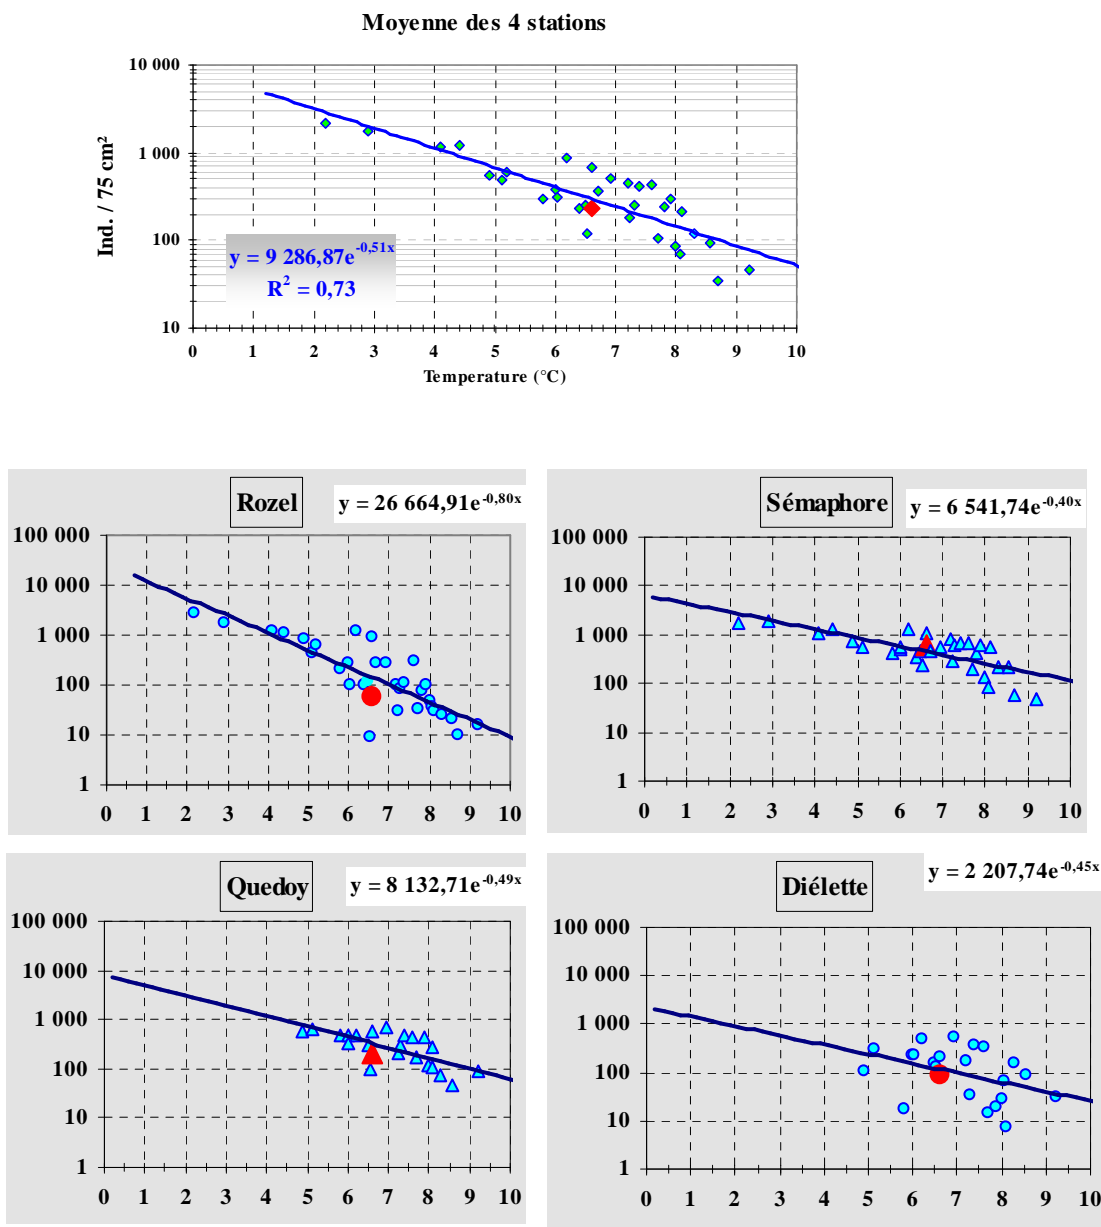 Moyenne des 4 stations
10 000
1 000
100
10
Ind. / 75 cm²
y = 9 286,87e^-0,51x
R² = 0,73
0 1 2 3 4 5 6 7 8 9 10
Temperature (°C)
Rozel
y = 26 664,91e^-0,80x
100 000
10 000
1 000
100
10
1
0 1 2 3 4 5 6 7 8 9 10
Sémaphore
y = 6 541,74e^-0,40x
100 000
10 000
1 000
100
10
1
0 1 2 3 4 5 6 7 8 9 10
Quedoy
y = 8 132,71e^-0,49x
100 000
10 000
1 000
100
10
1
0 1 2 3 4 5 6 7 8 9 10
Diélette
y = 2 207,74e^-0,45x
100 000
10 000
1 000
100
10
1
0 1 2 3 4 5 6 7 8 9 10